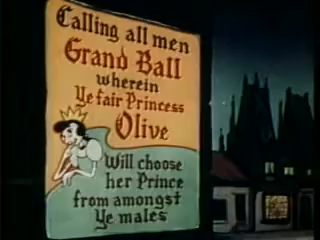 Calling all men
Grand Ball
wherein
Ye fair Princess
Olive
Will choose
her Prince
from amongst
Ye males